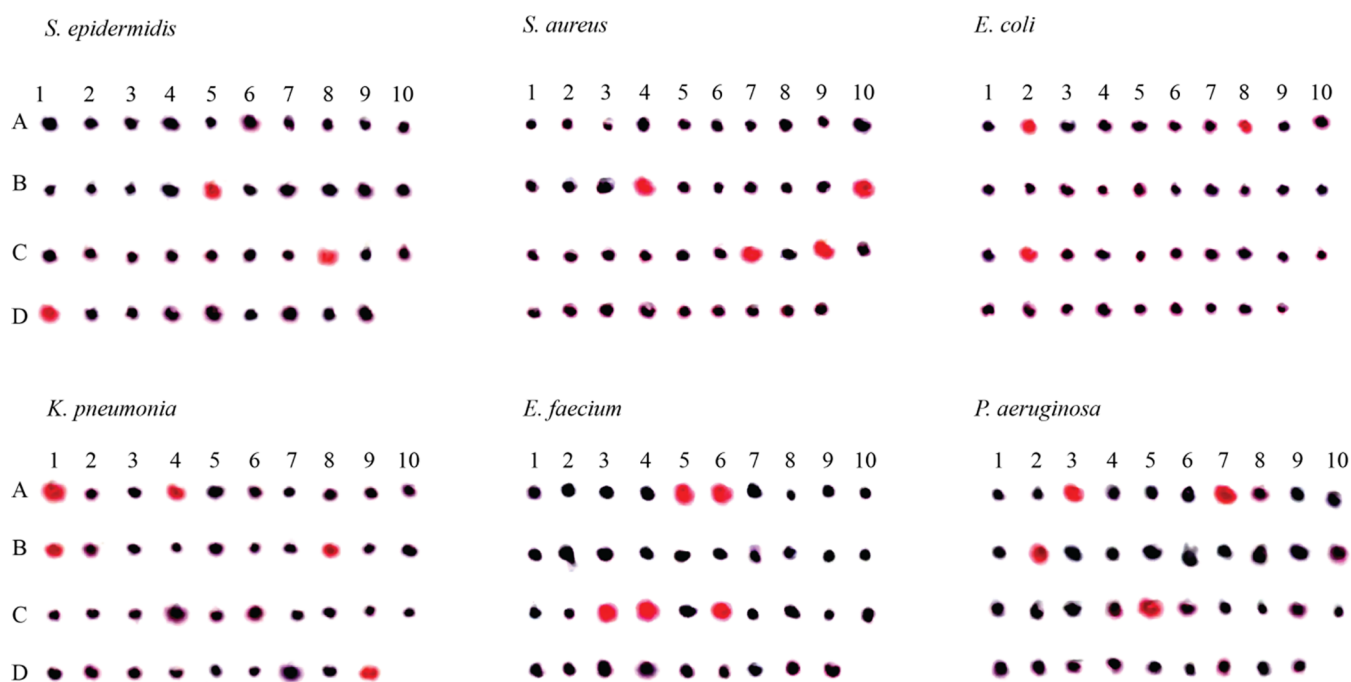 S. epidermidis
S. aureus
E. coli
1 2 3 4 5 6 7 8 9 10
1 2 3 4 5 6 7 8 9 10
1 2 3 4 5 6 7 8 9 10
A
B
C
D
K. pneumonia
E. faecium
P. aeruginosa
1 2 3 4 5 6 7 8 9 10
1 2 3 4 5 6 7 8 9 10
1 2 3 4 5 6 7 8 9 10
A
B
C
D